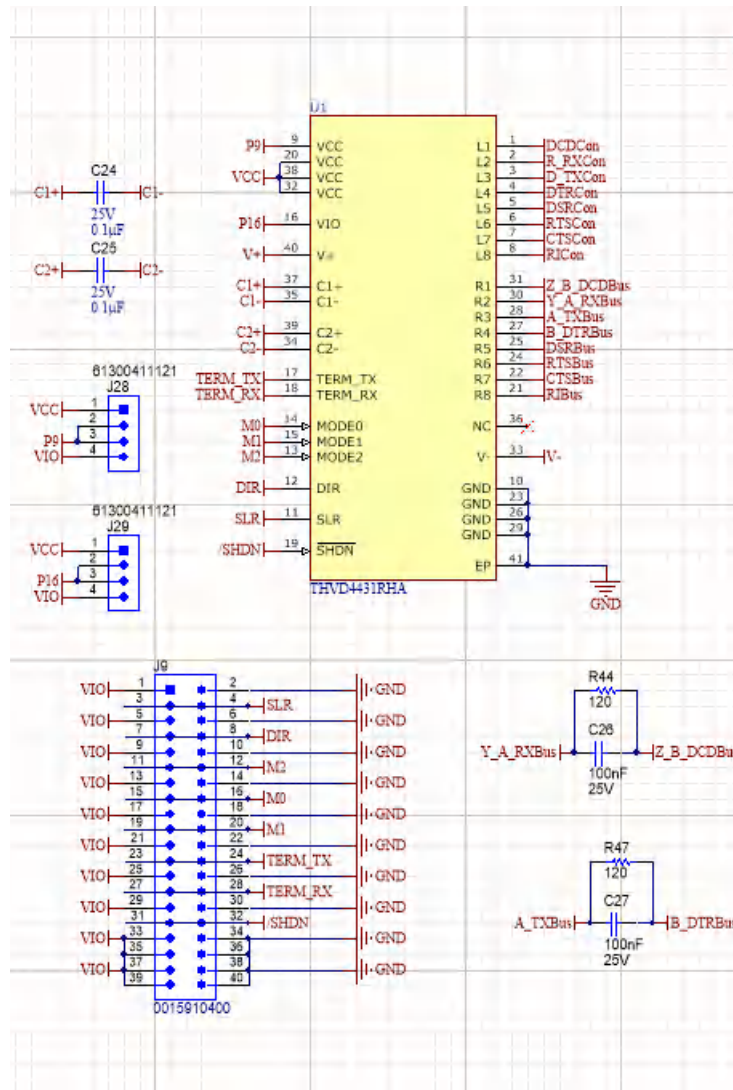 U1
P9 9 VCC L1 1 DCDCon
20 VCC L2 2 R_RXCon
VCC 38 VCC L3 3 D_TXCon
32 VCC L4 4 DTRCon
L5 5 DSRCon
P16 16 VIO L6 6 RTSCon
L7 7 CTSCon
V+ 40 V+ L8 8 RICon
C1+ 37 C1+ R1 31 Z_B_DCDBus
C1- 35 C1- R2 30 Y_A_RXBus
R3 28 A_TXBus
C2+ 39 C2+ R4 27 B_DTRBus
C2- 34 C2- R5 25 DSRBus
R6 24 RTSBus
TERM_TX 17 TERM_TX R7 22 CTSBus
TERM_RX 18 TERM_RX R8 21 RIBus
M0 14 MODE0 NC 36
M1 15 MODE1
M2 13 MODE2 V- 33 V-
DIR 12 DIR GND 10
GND 23
SLR 11 SLR GND 26
GND 29
/SHDN 19 SHDN
EP 41
THVD4431RHA
GND
C24
C1+ C1-
25V
0.1µF
C25
C2+ C2-
25V
0.1µF
61300411121
J28
VCC 1
2
P9 3
VIO 4
61300411121
J29
VCC 1
2
P16 3
VIO 4
J9
VIO 1 2 GND
3 4 SLR
VIO 5 6 GND
7 8 DIR
VIO 9 10 GND
11 12 M2
VIO 13 14 GND
15 16 M0
VIO 17 18 GND
19 20 M1
VIO 21 22 GND
23 24 TERM_TX
VIO 25 26 GND
27 28 TERM_RX
VIO 29 30 GND
31 32 /SHDN
VIO 33 34 GND
35 36
VIO 37 38 GND
39 40
0015910400
R44
120
C26
Y_A_RXBus Z_B_DCDBu
100nF
25V
R47
120
C27
A_TXBus B_DTRBu
100nF
25V